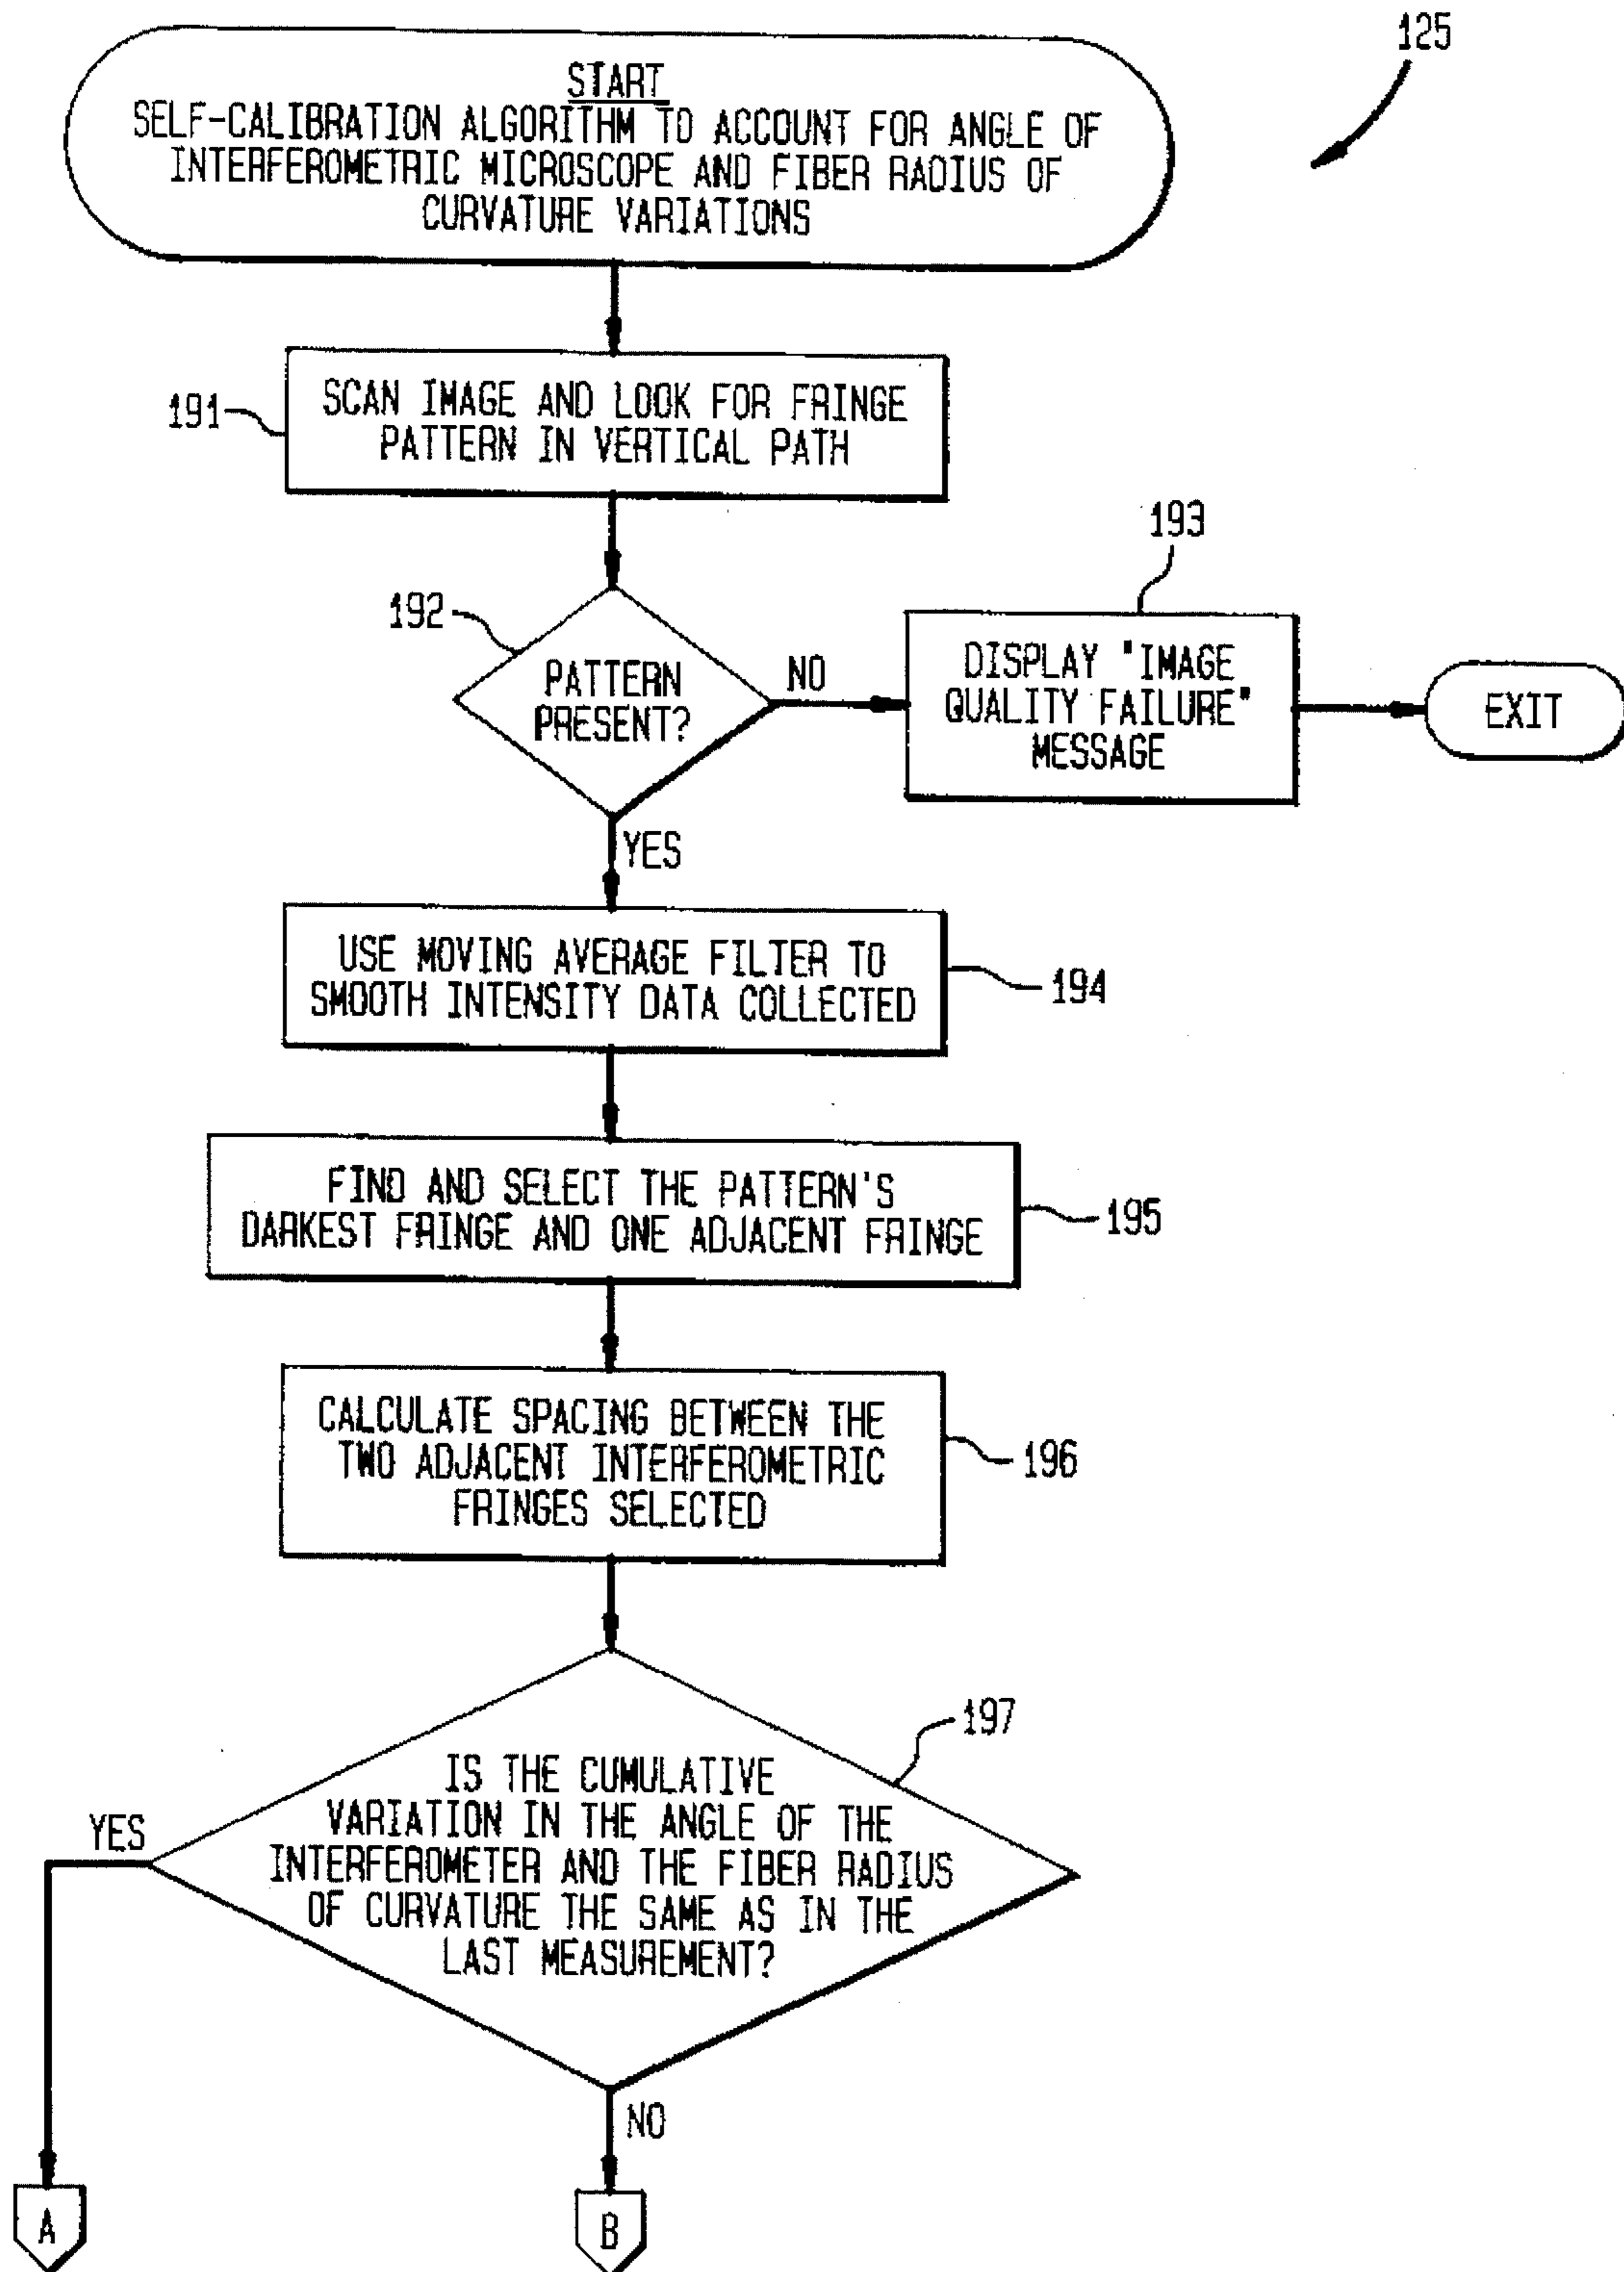 125
START
SELF-CALIBRATION ALGORITHM TO ACCOUNT FOR ANGLE OF
INTERFEROMETRIC MICROSCOPE AND FIBER RADIUS OF
CURVATURE VARIATIONS
191
SCAN IMAGE AND LOOK FOR FRINGE
PATTERN IN VERTICAL PATH
192
PATTERN
PRESENT?
NO
193
DISPLAY "IMAGE
QUALITY FAILURE"
MESSAGE
EXIT
YES
USE MOVING AVERAGE FILTER TO
SMOOTH INTENSITY DATA COLLECTED
194
FIND AND SELECT THE PATTERN'S
DARKEST FRINGE AND ONE ADJACENT FRINGE
195
CALCULATE SPACING BETWEEN THE
TWO ADJACENT INTERFEROMETRIC
FRINGES SELECTED
196
197
IS THE CUMULATIVE
VARIATION IN THE ANGLE OF THE
INTERFEROMETER AND THE FIBER RADIUS
OF CURVATURE THE SAME AS IN THE
LAST MEASUREMENT?
YES
NO
A
B